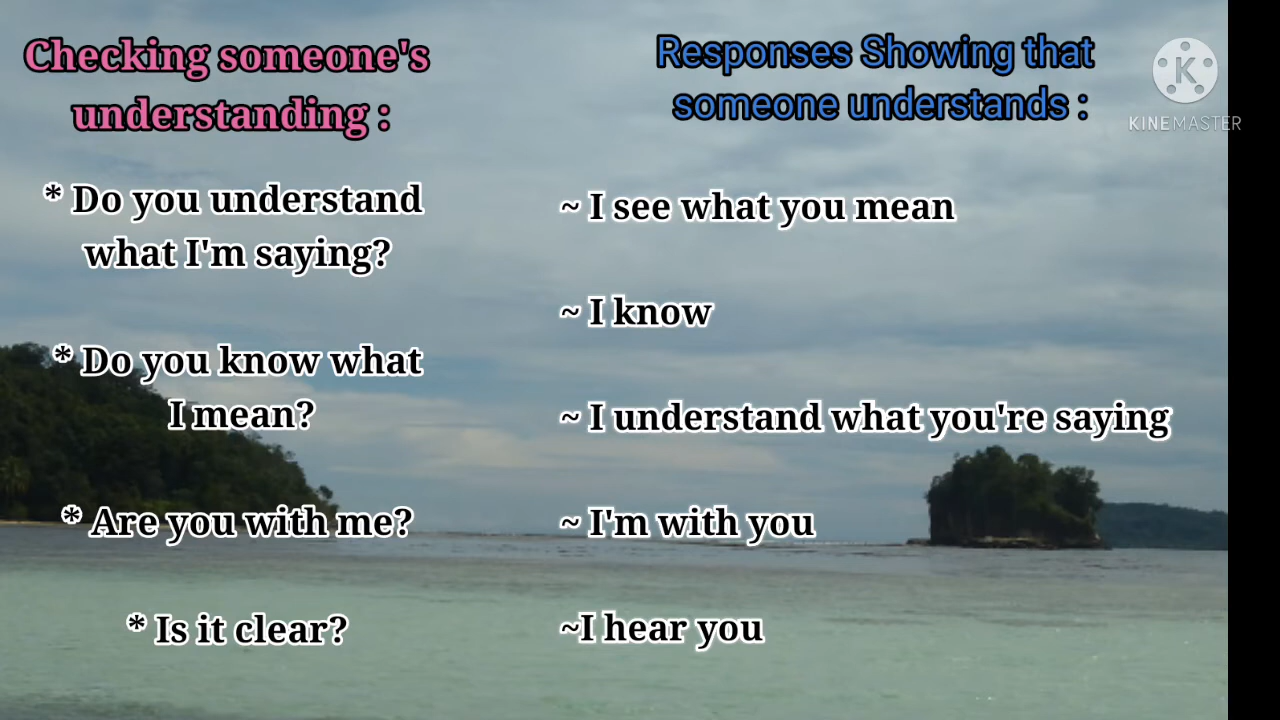 Checking someone's
understanding :
* Do you understand
what I'm saying?
* Do you know what
I mean?
* Are you with me?
* Is it clear?
Responses Showing that
someone understands :
~ I see what you mean
~ I know
~ I understand what you're saying
~ I'm with you
~I hear you
K
KINEMASTER